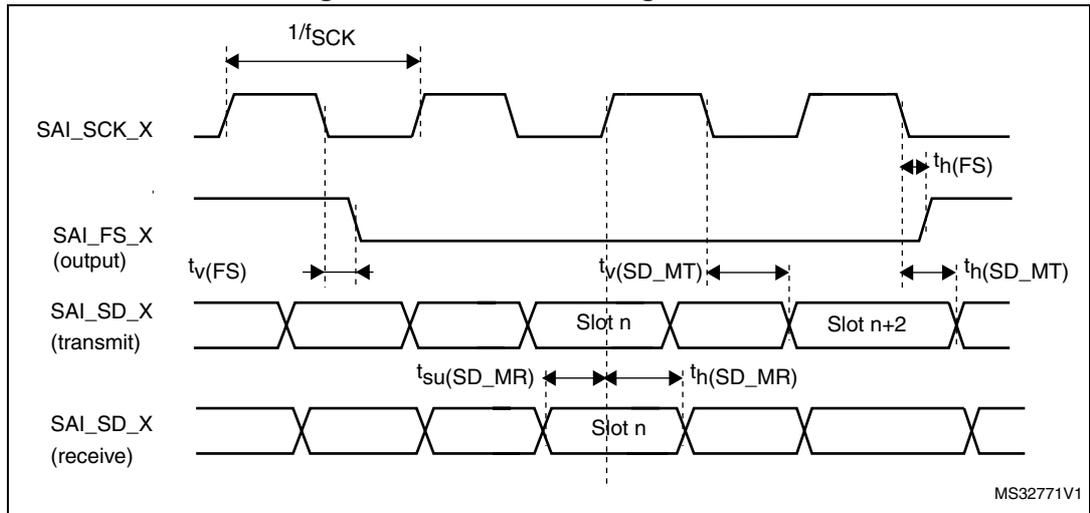 1/fSCK
SAI_SCK_X
th(FS)
SAI_FS_X
(output)
tv(FS)
tv(SD_MT)
th(SD_MT)
SAI_SD_X
(transmit)
Slot n
Slot n+2
tsu(SD_MR)
th(SD_MR)
SAI_SD_X
(receive)
Slot n
MS32771V1